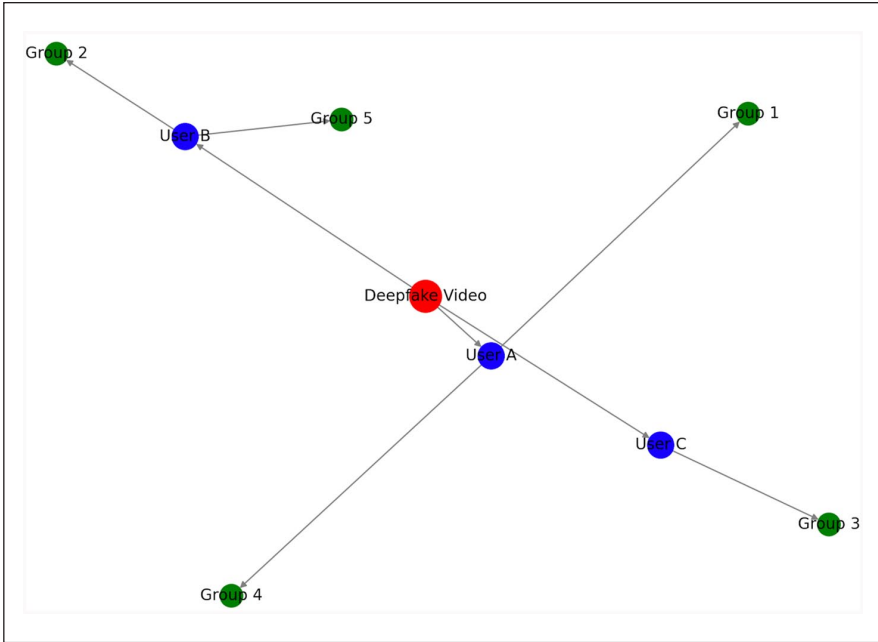 Group 2
Group 1
Group 5
User B
Deepfake Video
User A
User C
Group 3
Group 4